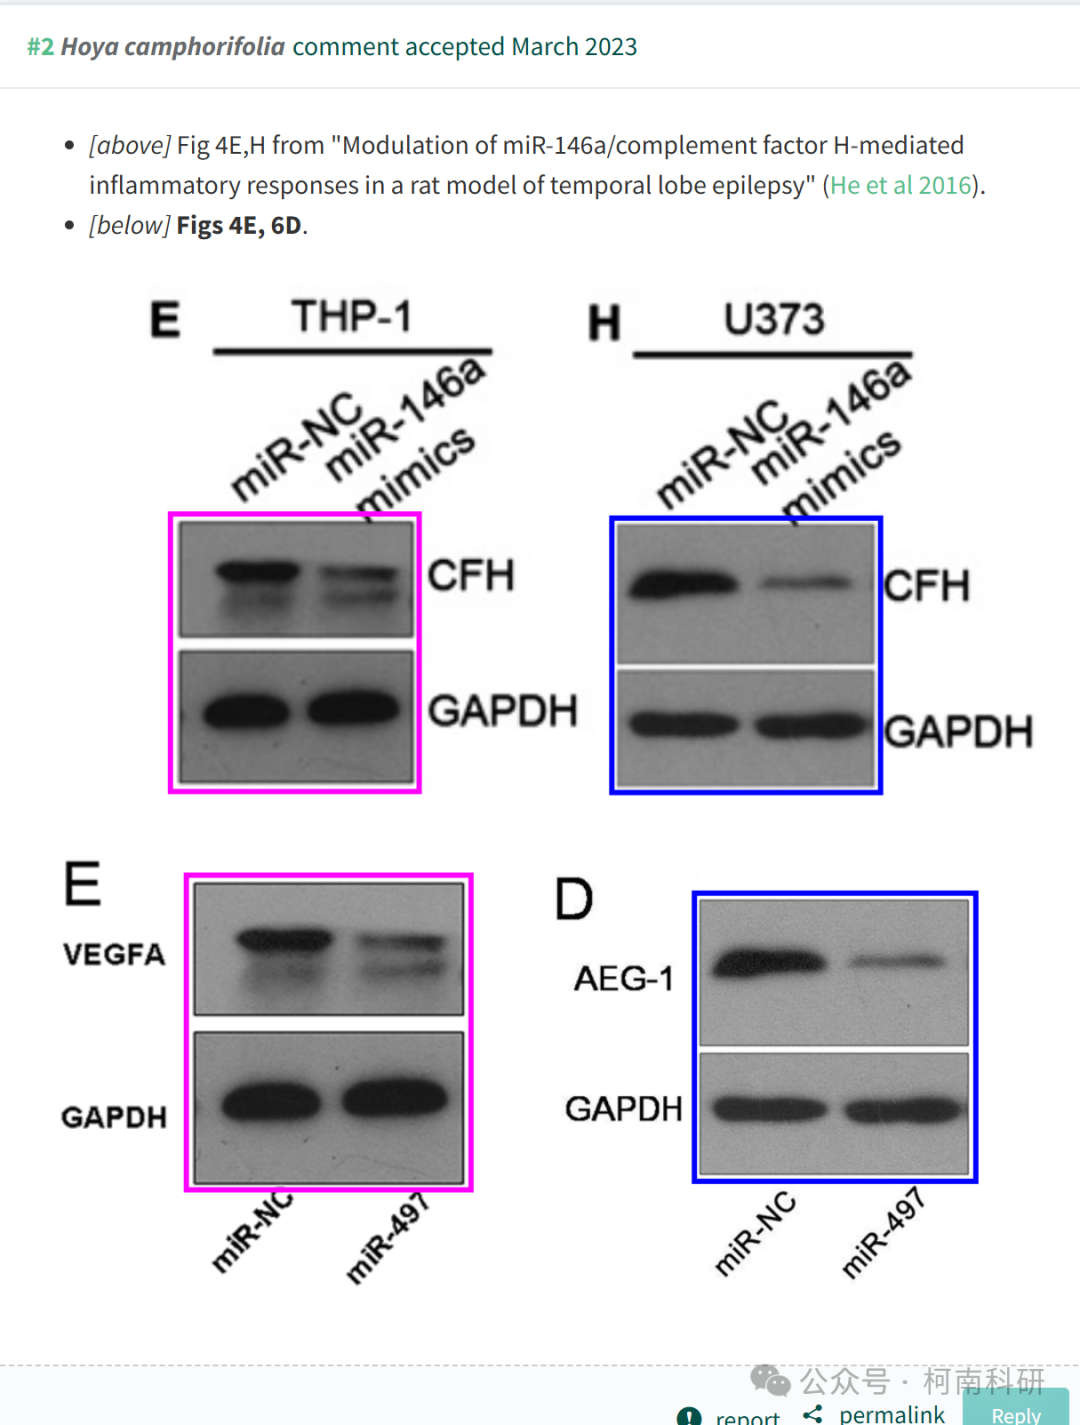 #2 Hoya camphorifolia comment accepted March 2023
• [above] Fig 4E,H from "Modulation of miR-146a/complement factor H-mediated
inflammatory responses in a rat model of temporal lobe epilepsy" (He et al 2016).
• [below] Figs 4E, 6D.
E THP-1
miR-NC
miR-146a
mimics
CFH
GAPDH
H U373
miR-NC
miR-146a
mimics
CFH
GAPDH
E
VEGFA
GAPDH
miR-NC
miR-497
D
AEG-1
GAPDH
miR-NC
miR-497
公众号 · 柯南科研
report permalink Reply